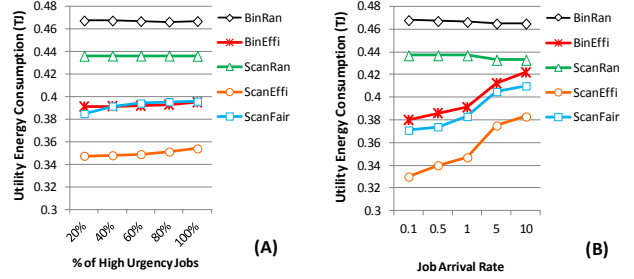 Utility Energy Consumption (TJ)
0.48
0.46
0.44
0.42
0.4
0.38
0.36
0.34
0.32
0.3
20%
40%
60%
80%
100%
% of High Urgency Jobs
(A)
BinRan
BinEffi
ScanRan
ScanEffi
ScanFair
Utility Energy Consumption (TJ)
0.48
0.46
0.44
0.42
0.4
0.38
0.36
0.34
0.32
0.3
0.1
0.5
1
5
10
Job Arrival Rate
(B)
BinRan
BinEffi
ScanRan
ScanEffi
ScanFair